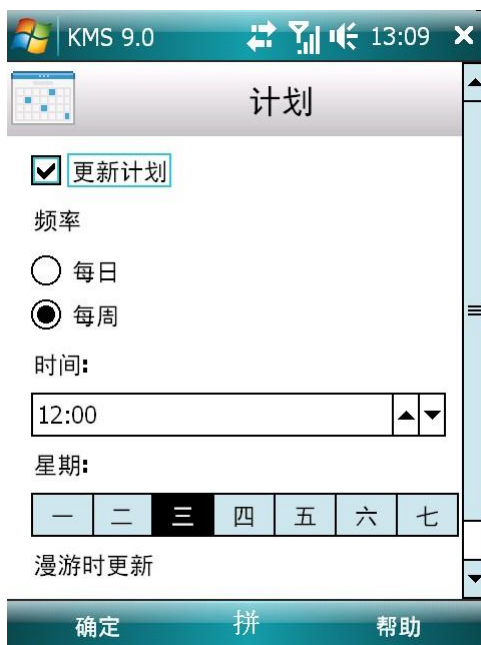 KMS 9.0 13:09
计划
更新计划
频率
每日
每周
时间:
12:00
星期:
一 二 三 四 五 六 七
漫游时更新
确定 拼 帮助